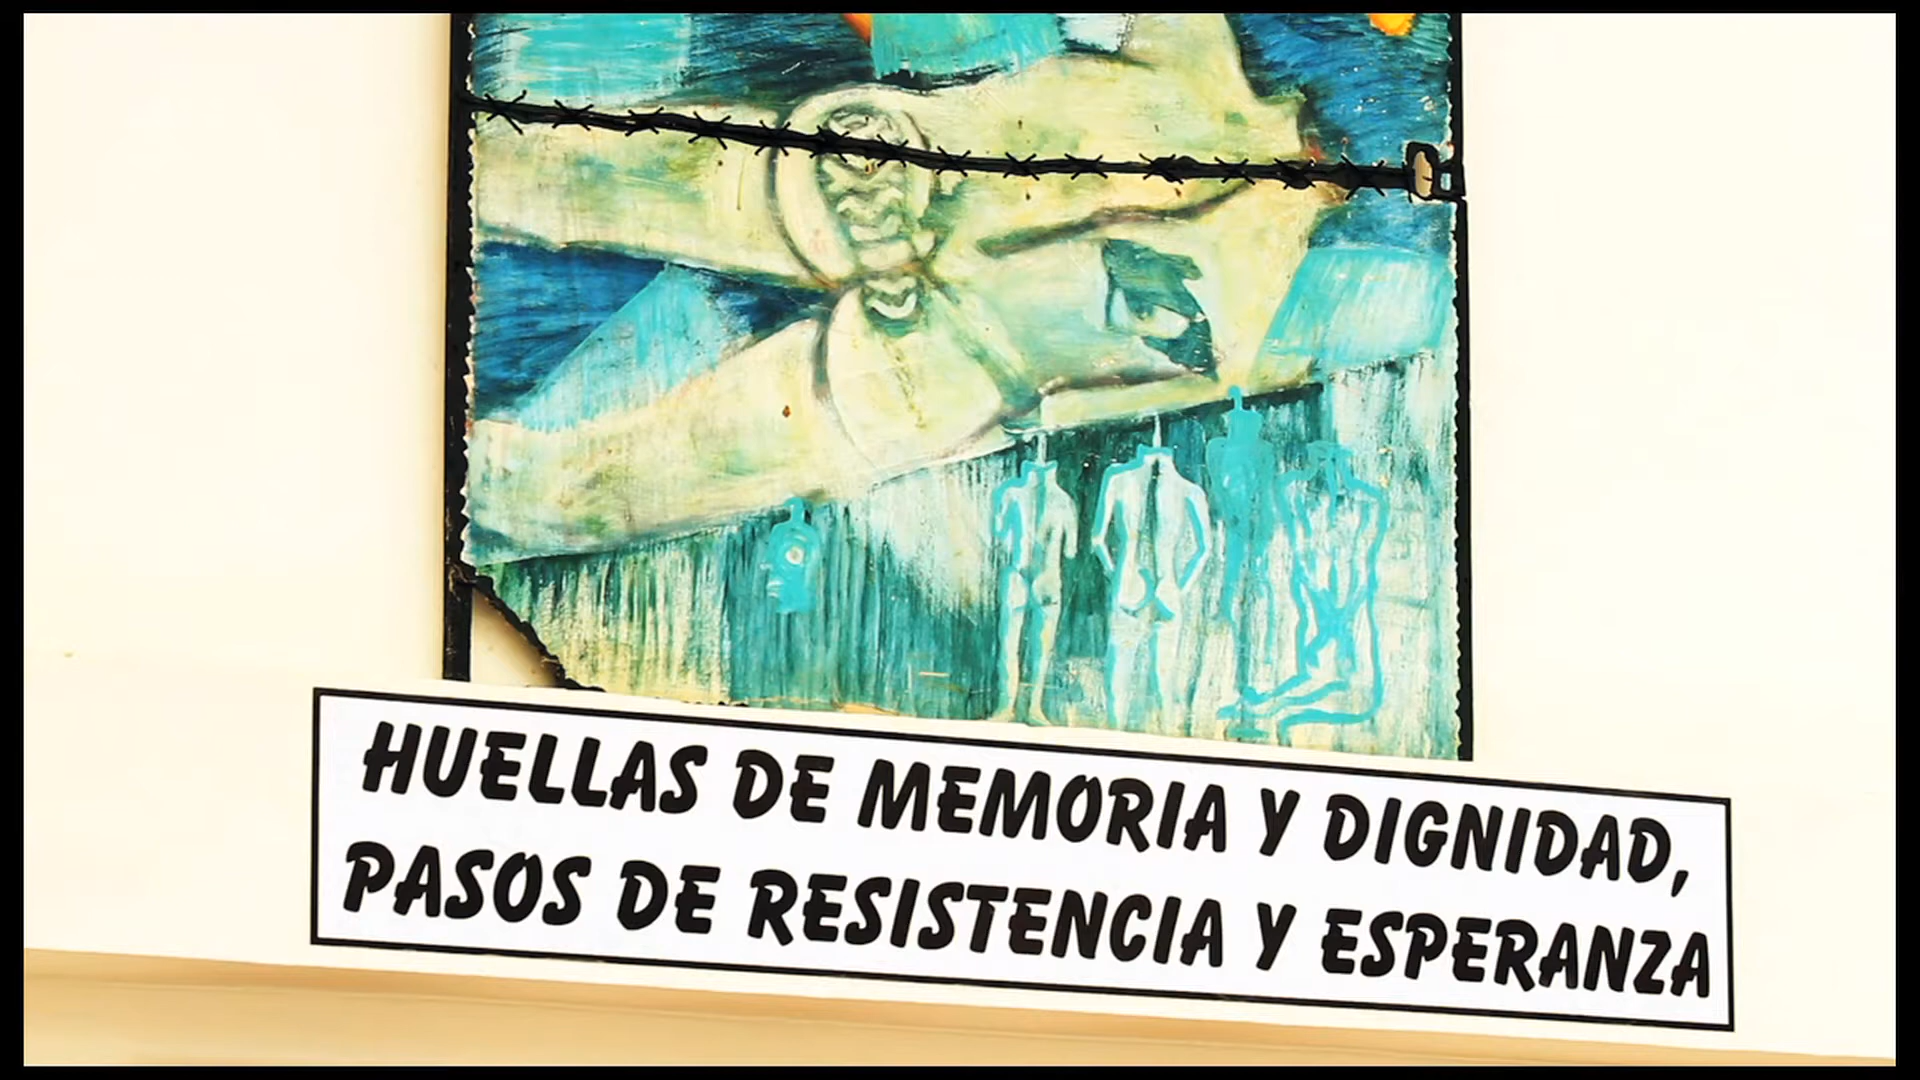 HUELLAS DE MEMORIA Y DIGNIDAD,
PASOS DE RESISTENCIA Y ESPERANZA